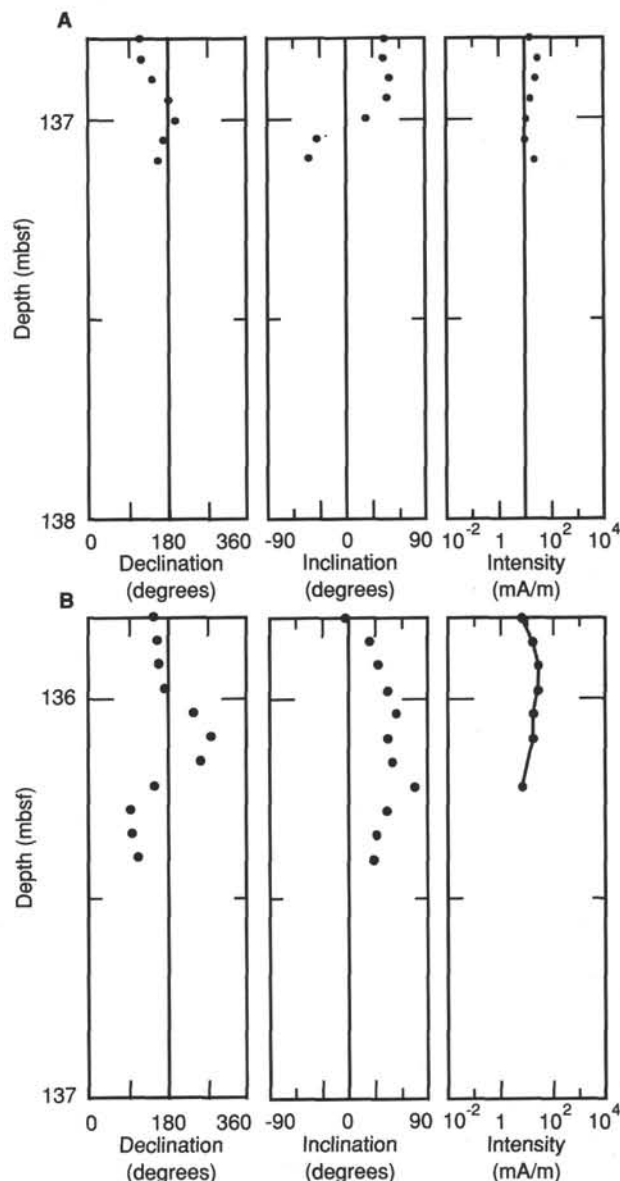 A
137
Depth (mbsf)
138
0 180 360 -90 0 90 10-2 1 102 104
Declination Inclination Intensity
(degrees) (degrees) (mA/m)
B
136
Depth (mbsf)
137
0 180 360 -90 0 90 10-2 1 102 104
Declination Inclination Intensity
(degrees) (degrees) (mA/m)